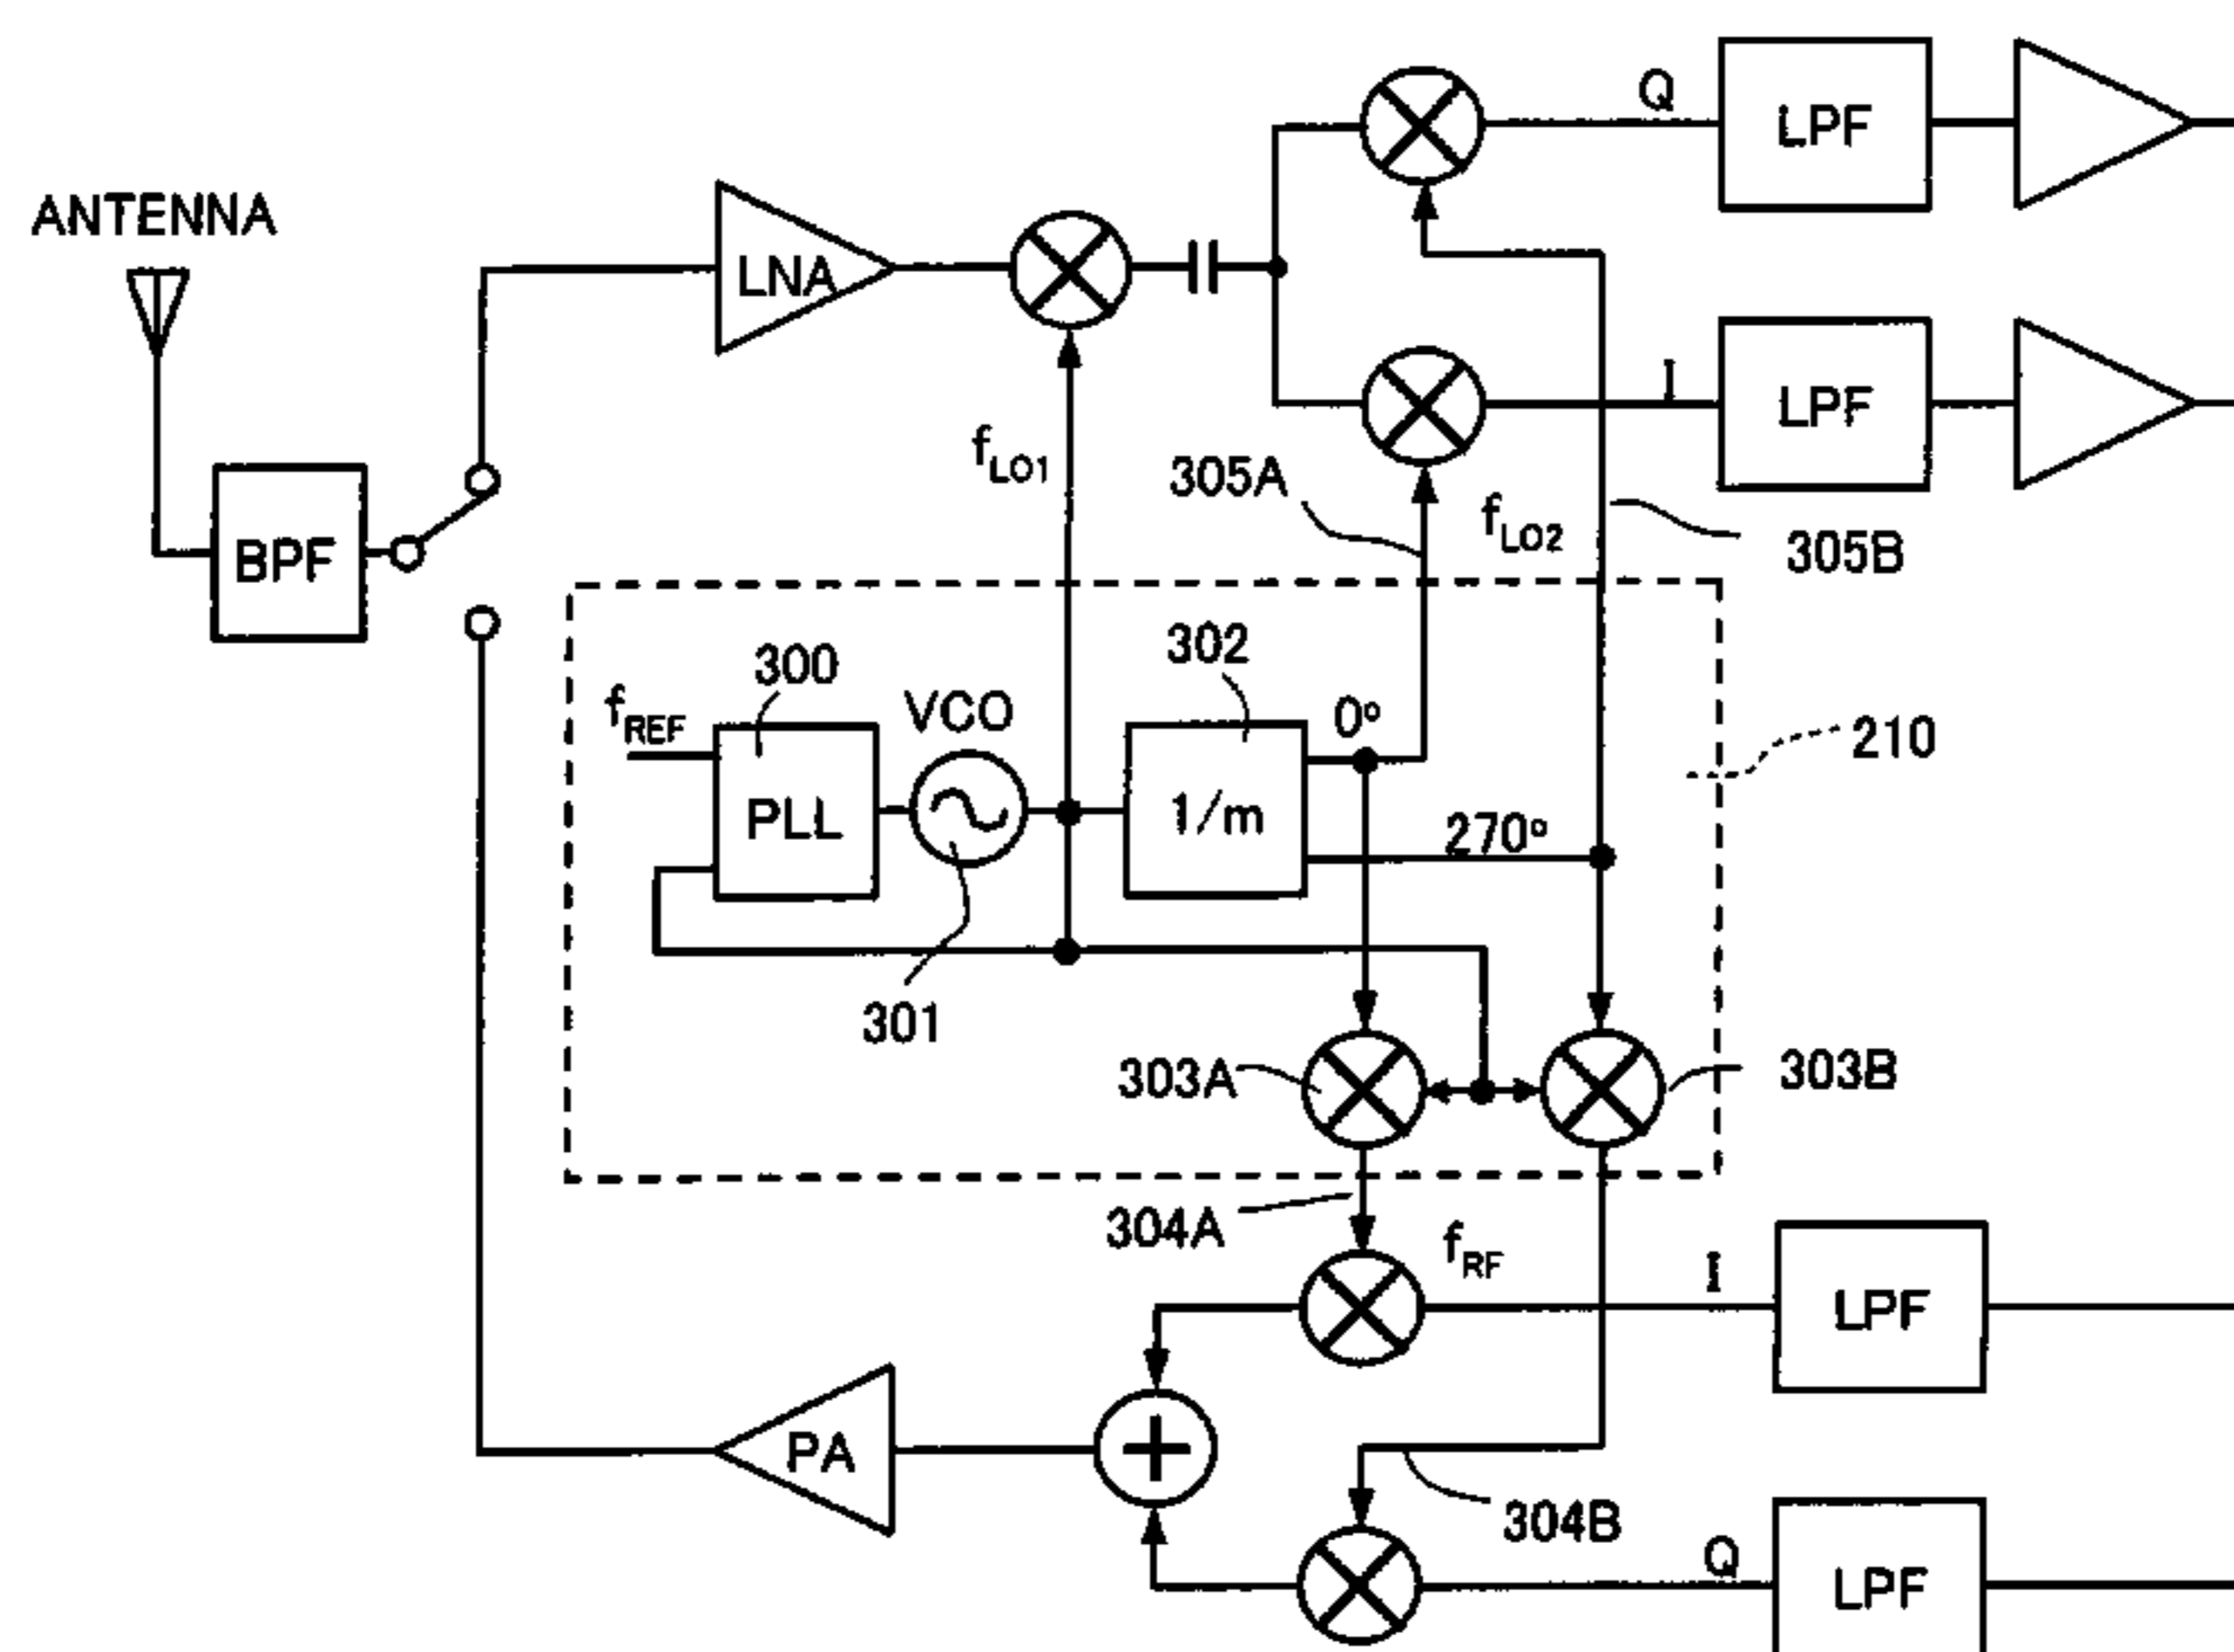 Q
LPF
ANTENNA
LNA
I
LPF
fLO1
305A
fLO2
305B
BPF
302
300
fREF
VCO
0°
210
PLL
1/m
270°
301
303A
303B
304A
fRF
I
LPF
PA
304B
Q
LPF